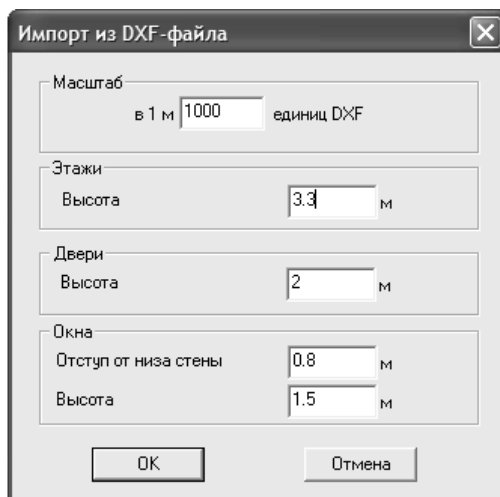 Импорт из DXF-файла
Масштаб
в 1 м 1000 единиц DXF
Этажи
Высота 3.3 м
Двери
Высота 2 м
Окна
Отступ от низа стены 0.8 м
Высота 1.5 м
OK Отмена